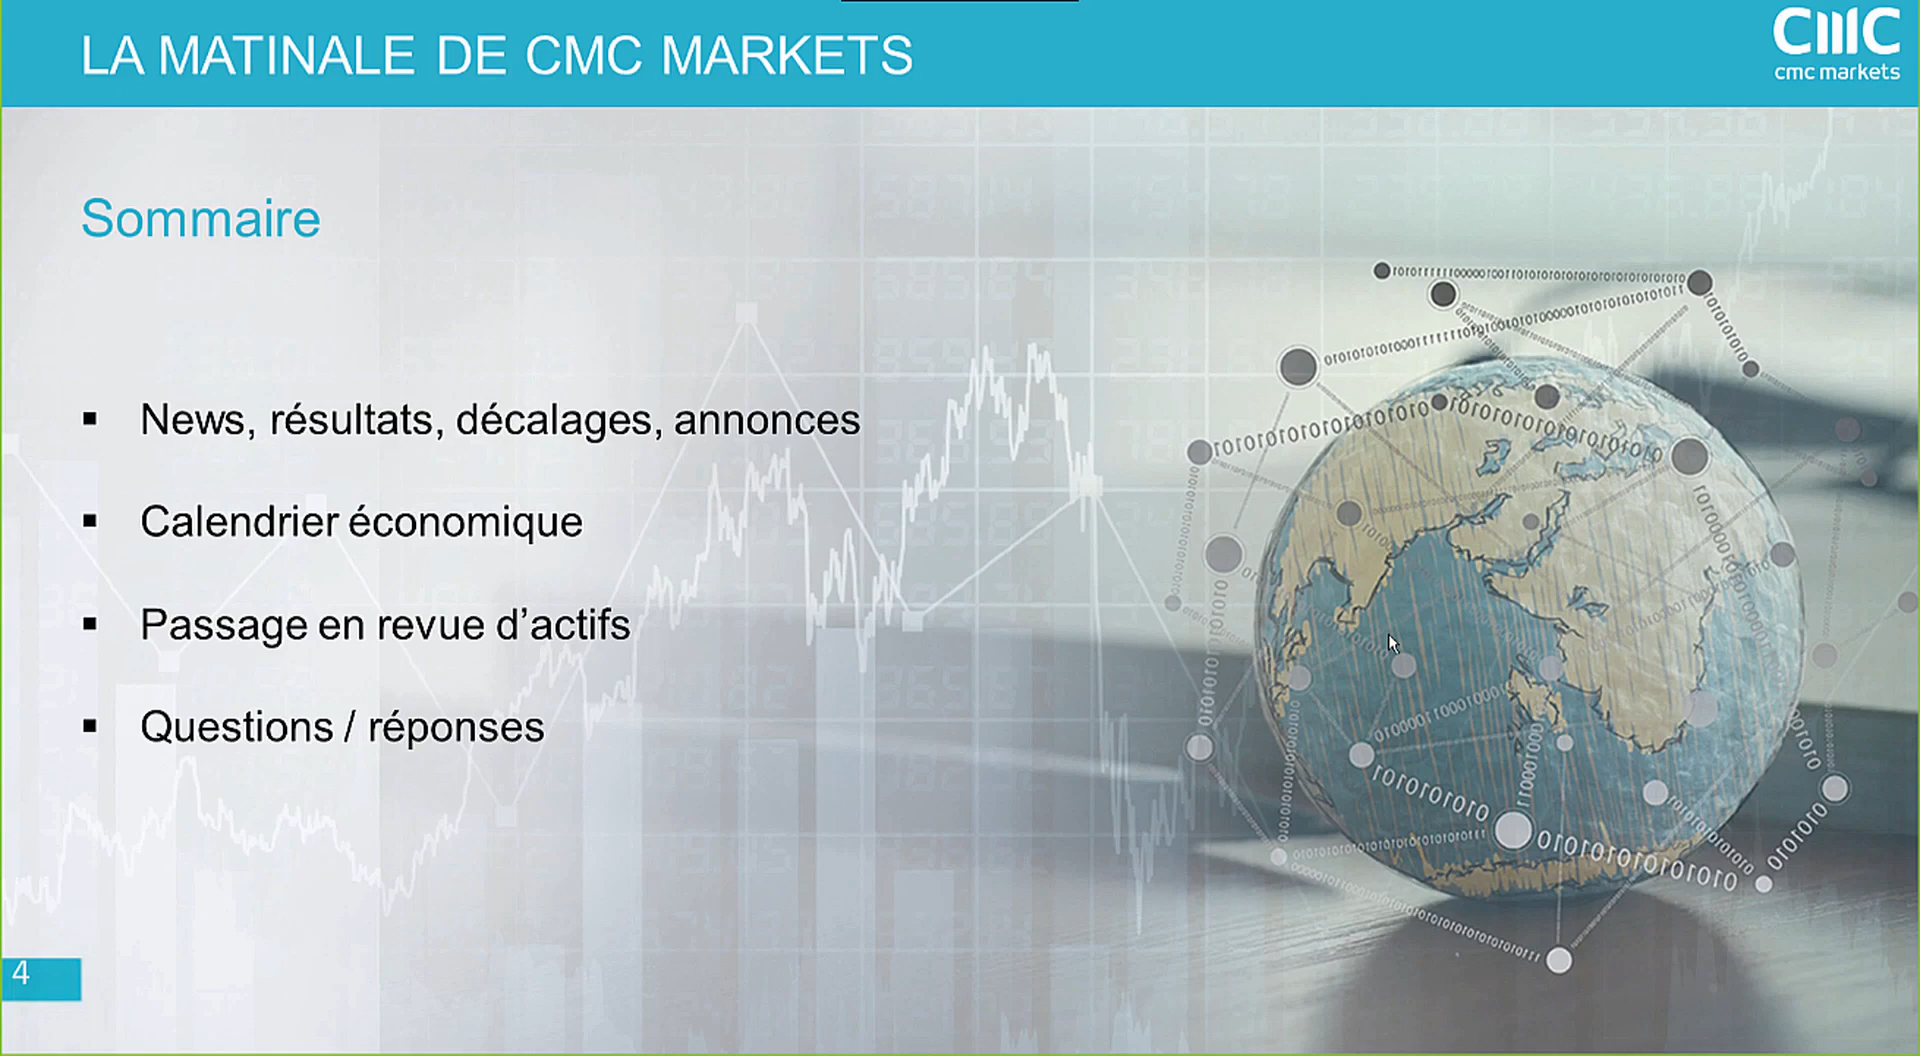 LA MATINALE DE CMC MARKETS
CMC
cmc markets
Sommaire
▪ News, résultats, décalages, annonces
▪ Calendrier économique
▪ Passage en revue d’actifs
▪ Questions / réponses
4